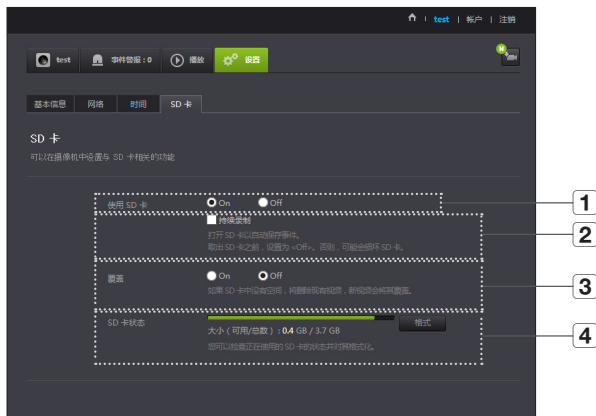 test | 帐户 | 注销
test 事件警报 : 0 播放 设置 N
基本信息 网络 时间 SD 卡
SD 卡
可以在摄像机中设置与 SD 卡相关的功能
使用 SD 卡 On Off 1
持续录制
打开 SD 卡以自动保存事件。 2
取出 SD 卡之前，设置为 <Off>。否则，可能会损坏 SD 卡。
覆盖 On Off 3
如果 SD 卡中没有空间，将删除现有视频，新视频会将其覆盖。
SD 卡状态 格式
大小 ( 可用/总数 ) : 0.4 GB / 3.7 GB 4
您可以检查正在使用的 SD 卡的状态并对其格式化。